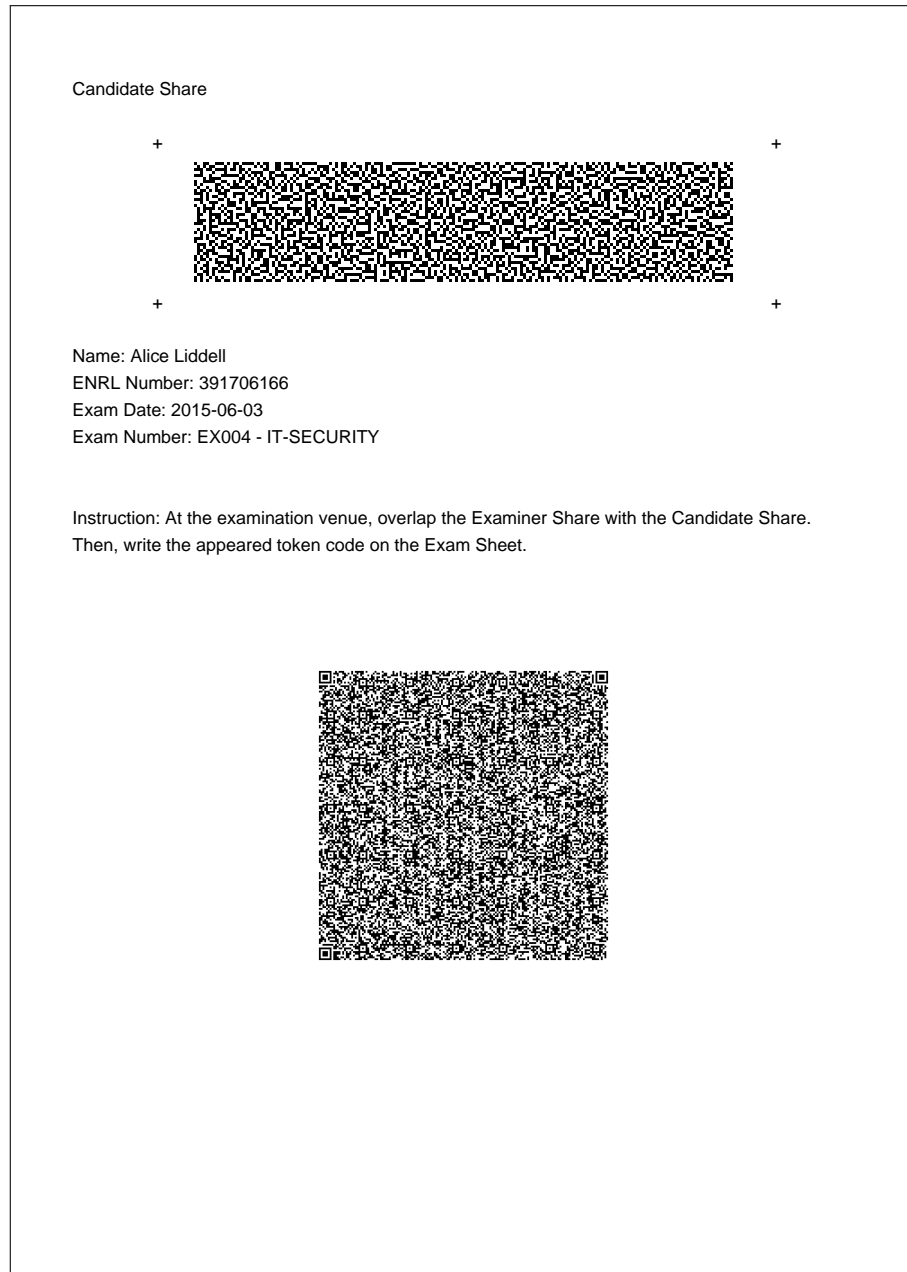 Candidate Share
+ +
+ +
Name: Alice Liddell
ENRL Number: 391706166
Exam Date: 2015-06-03
Exam Number: EX004 - IT-SECURITY
Instruction: At the examination venue, overlap the Examiner Share with the Candidate Share.
Then, write the appeared token code on the Exam Sheet.